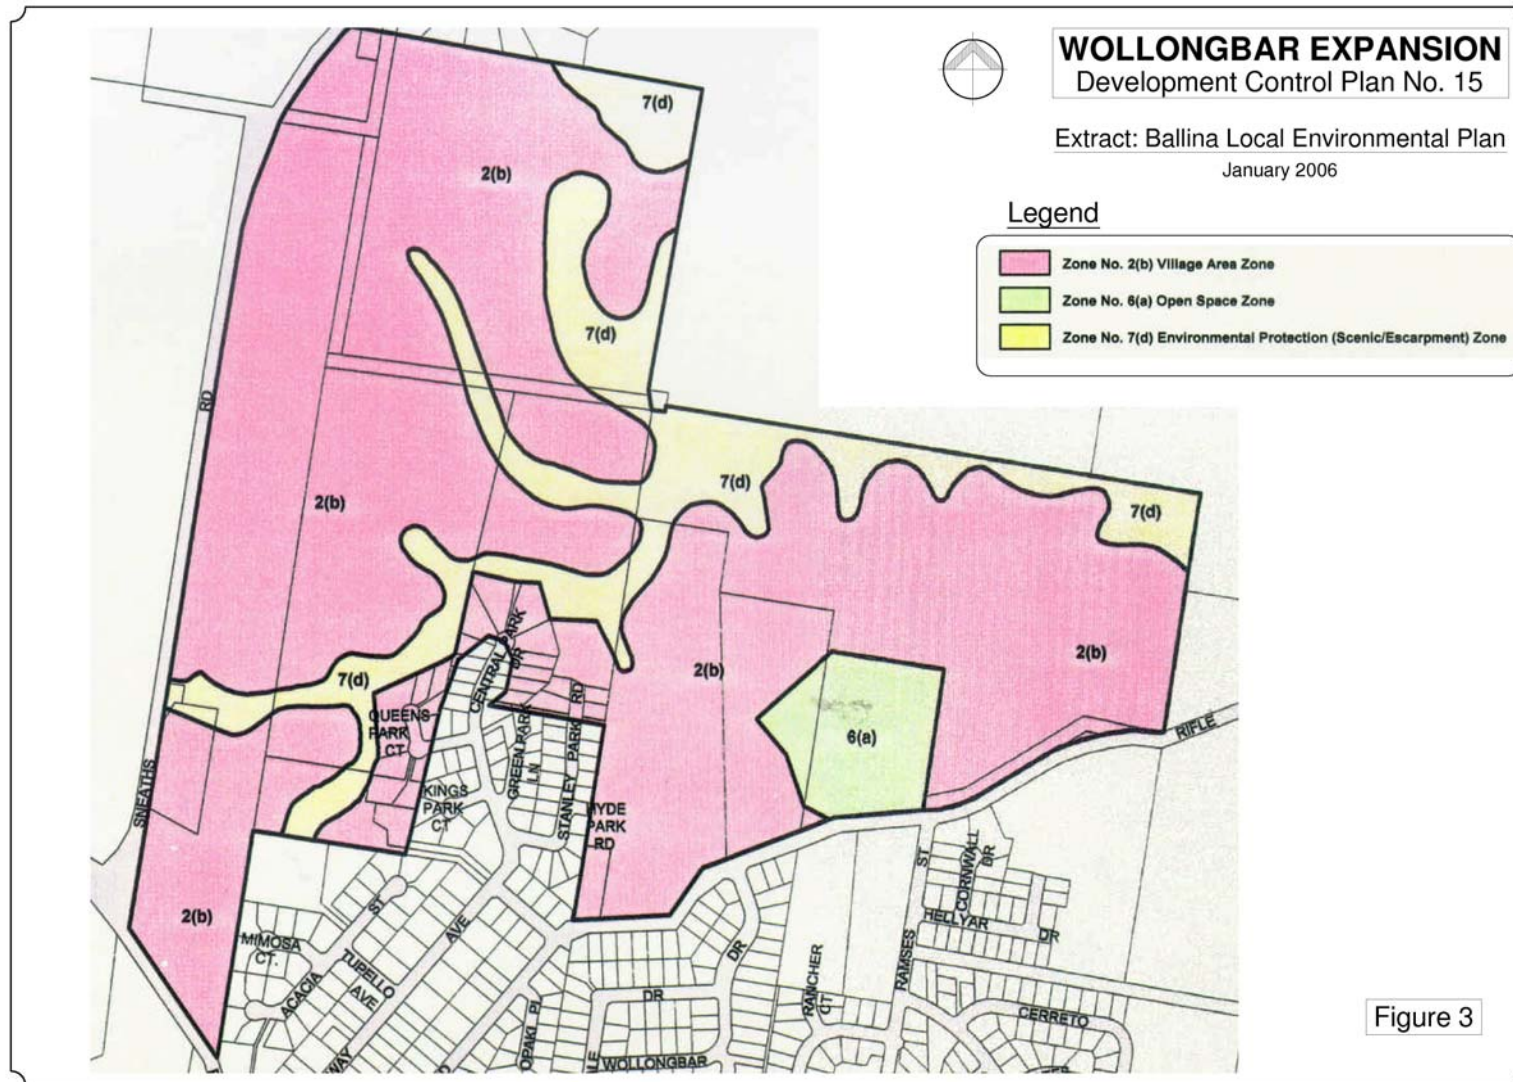 WOLLONGBAR EXPANSION
Development Control Plan No. 15
Extract: Ballina Local Environmental Plan
January 2006
Legend
Zone No. 2(b) Village Area Zone
Zone No. 6(a) Open Space Zone
Zone No. 7(d) Environmental Protection (Scenic/Escarpment) Zone
7(d)
2(b)
7(d)
RD
7(d)
2(b)
7(d)
2(b)
2(b)
7(d)
6(a)
CENTRAL PARK
DR
QUEENS
PARK
CT
RD
PARK
STANLEY
GREEN PARK
LN
RIFLE
SNEATHS
KINGS
PARK
CT
HYDE
PARK
RD
2(b)
MIMOSA
CT.
ACACIA
ST
TUPELLO
AVE
AVE
WAY
ST
CORNWALL
DR
HELLYAR
DR
DR
DR
RANCHER
CT
RAMSES
CERRETO
OPAKI PL
WOLLONGBAR
Figure 3